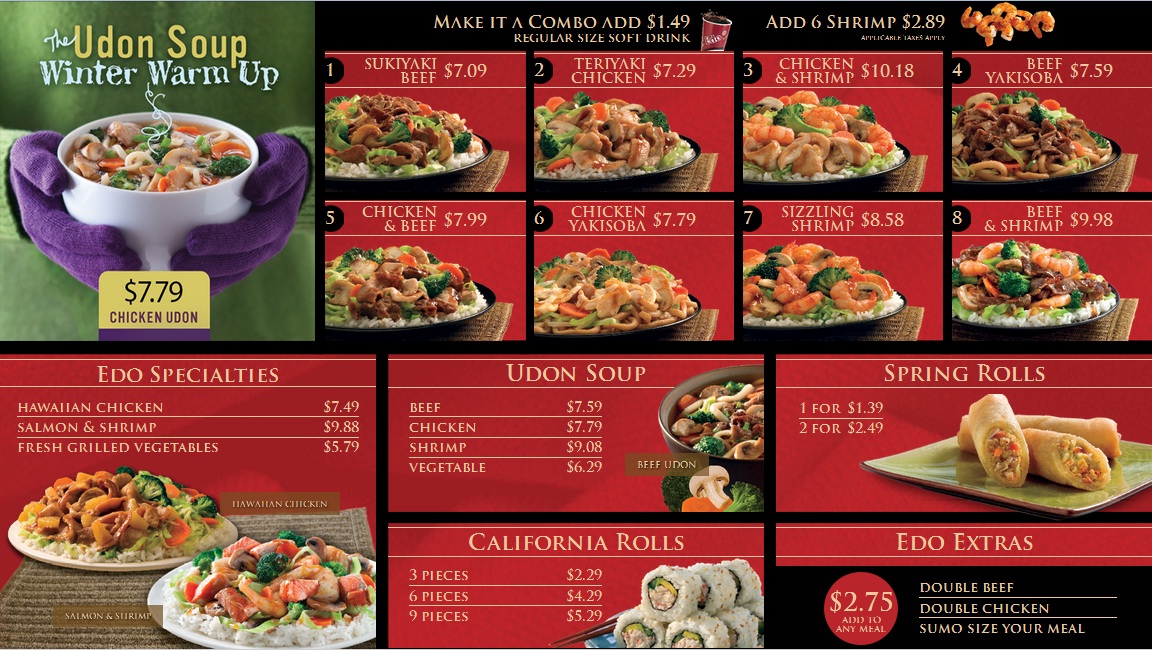 The Udon Soup
Winter Warm Up
$7.79
CHICKEN UDON
MAKE IT A COMBO ADD $1.49
REGULAR SIZE SOFT DRINK
ADD 6 SHRIMP $2.89
APPLICABLE TAXES APPLY
1 SUKIYAKI BEEF $7.09
2 TERIYAKI CHICKEN $7.29
3 CHICKEN & SHRIMP $10.18
4 BEEF YAKISOBA $7.59
5 CHICKEN & BEEF $7.99
6 CHICKEN YAKISOBA $7.79
7 SIZZLING SHRIMP $8.58
8 BEEF & SHRIMP $9.98
EDO SPECIALTIES
HAWAIIAN CHICKEN $7.49
SALMON & SHRIMP $9.88
FRESH GRILLED VEGETABLES $5.79
HAWAIIAN CHICKEN
SALMON & SHRIMP
UDON SOUP
BEEF $7.59
CHICKEN $7.79
SHRIMP $9.08
VEGETABLE $6.29
BEEF UDON
CALIFORNIA ROLLS
3 PIECES $2.29
6 PIECES $4.29
9 PIECES $5.29
SPRING ROLLS
1 FOR $1.39
2 FOR $2.49
EDO EXTRAS
$2.75
ADD TO
ANY MEAL
DOUBLE BEEF
DOUBLE CHICKEN
SUMO SIZE YOUR MEAL